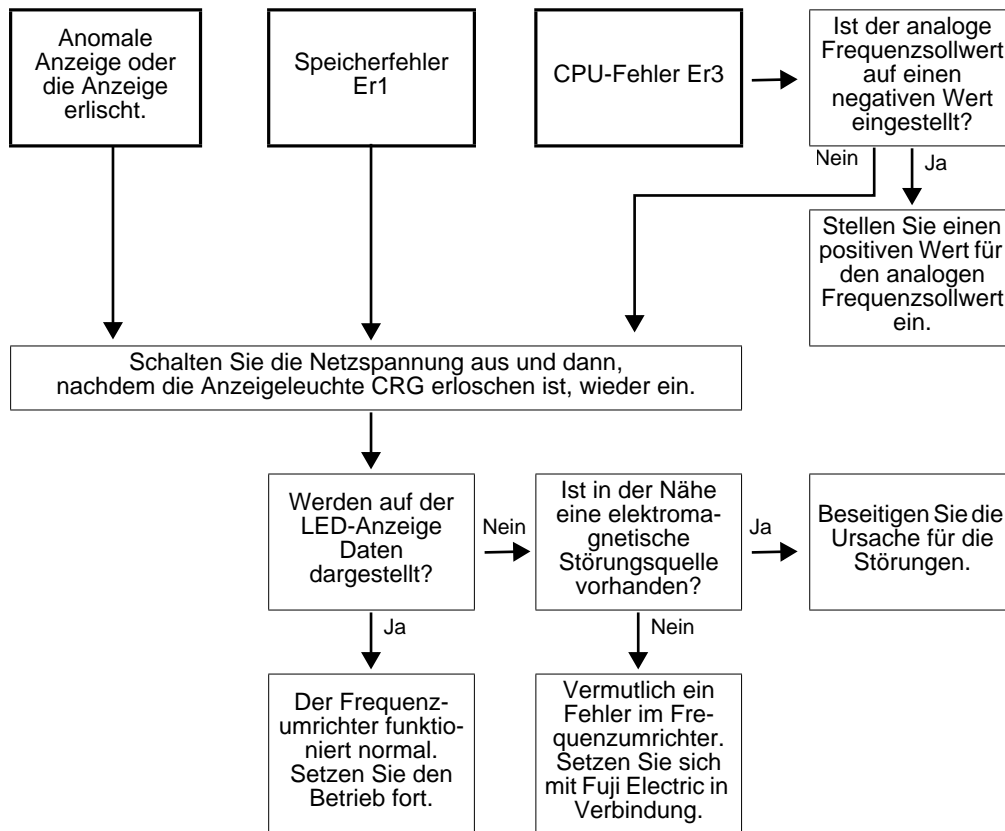 Anomale
Anzeige oder
die Anzeige
erlischt.
Speicherfehler
Er1
CPU-Fehler Er3
Ist der analoge
Frequenzsollwert
auf einen
negativen Wert
eingestellt?
Nein
Ja
Stellen Sie einen
positiven Wert für
den analogen
Frequenzsollwert
ein.
Schalten Sie die Netzspannung aus und dann,
nachdem die Anzeigeleuchte CRG erloschen ist, wieder ein.
Werden auf der
LED-Anzeige
Daten
dargestellt?
Nein
Ist in der Nähe
eine elektroma-
gnetische
Störungsquelle
vorhanden?
Ja
Beseitigen Sie die
Ursache für die
Störungen.
Ja
Nein
Der Frequenz-
umrichter funktio-
niert normal.
Setzen Sie den
Betrieb fort.
Vermutlich ein
Fehler im Fre-
quenzumrichter.
Setzen Sie sich
mit Fuji Electric in
Verbindung.